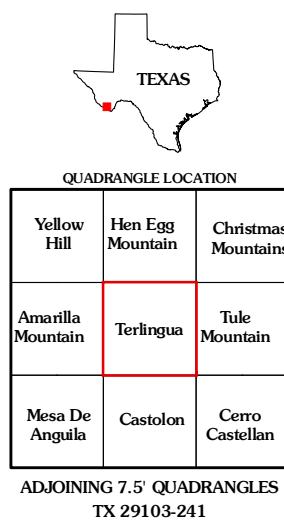 TEXAS
QUADRANGLE LOCATION
Yellow
Hill
Hen Egg
Mountain
Christmas
Mountains
Amarilla
Mountain
Terlingua
Tule
Mountain
Mesa De
Anguila
Castolon
Cerro
Castellan
ADJOINING 7.5' QUADRANGLES
TX 29103-241